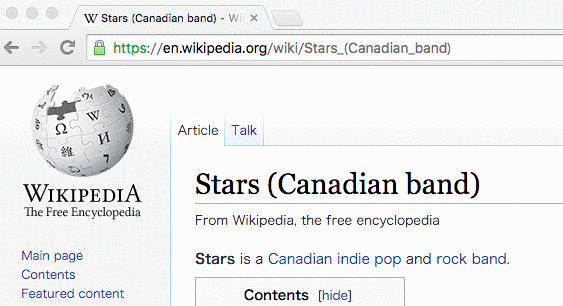 Stars (Canadian band) - Wi
https://en.wikipedia.org/wiki/Stars_(Canadian_band)
Ω W И 維
WIKIPEDIA
The Free Encyclopedia
Main page
Contents
Featured content
Article Talk
Stars (Canadian band)
From Wikipedia, the free encyclopedia
Stars is a Canadian indie pop and rock band.
Contents [hide]